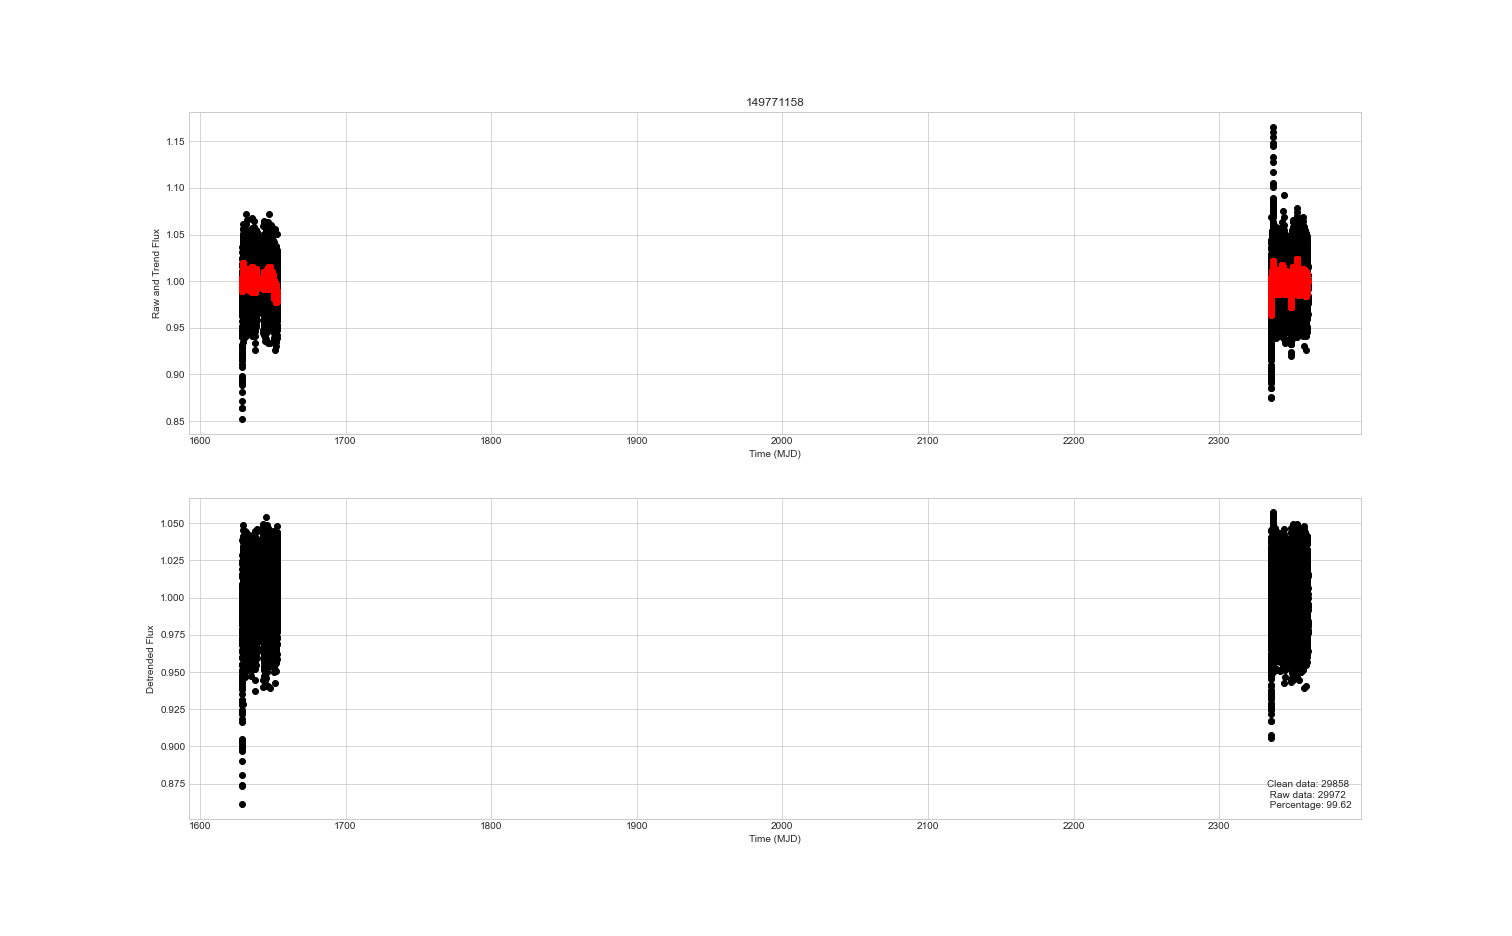 149771158
1.15
1.10
1.05
1.00
0.95
0.90
0.85
Raw and Trend Flux
1600 1700 1800 1900 2000 2100 2200 2300
Time (MJD)
1.050
1.025
1.000
0.975
0.950
0.925
0.900
0.875
Detrended Flux
Clean data: 29858
Raw data: 29972
Percentage: 99.62
1600 1700 1800 1900 2000 2100 2200 2300
Time (MJD)